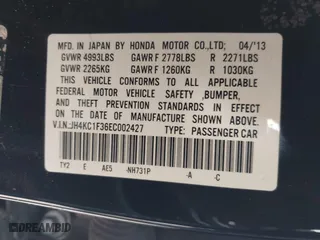 MFD. IN JAPAN BY HONDA MOTOR CO.,LTD. 04/'13
GVWR 4993LBS GAWR F 2778LBS R 2271LBS
GVWR 2265KG GAWR F 1260KG R 1030KG
THIS VEHICLE CONFORMS TO ALL APPLICABLE
FEDERAL MOTOR VEHICLE SAFETY ,BUMPER,
AND THEFT PREVENTION STANDARDS IN EFFECT
ON THE DATE OF MANUFACTURE SHOWN ABOVE.
V.I.N.:JH4KC1F36EC002427 TYPE: PASSENGER CAR
TY2 E AE5 -NH731P -A -C
DREAMBID